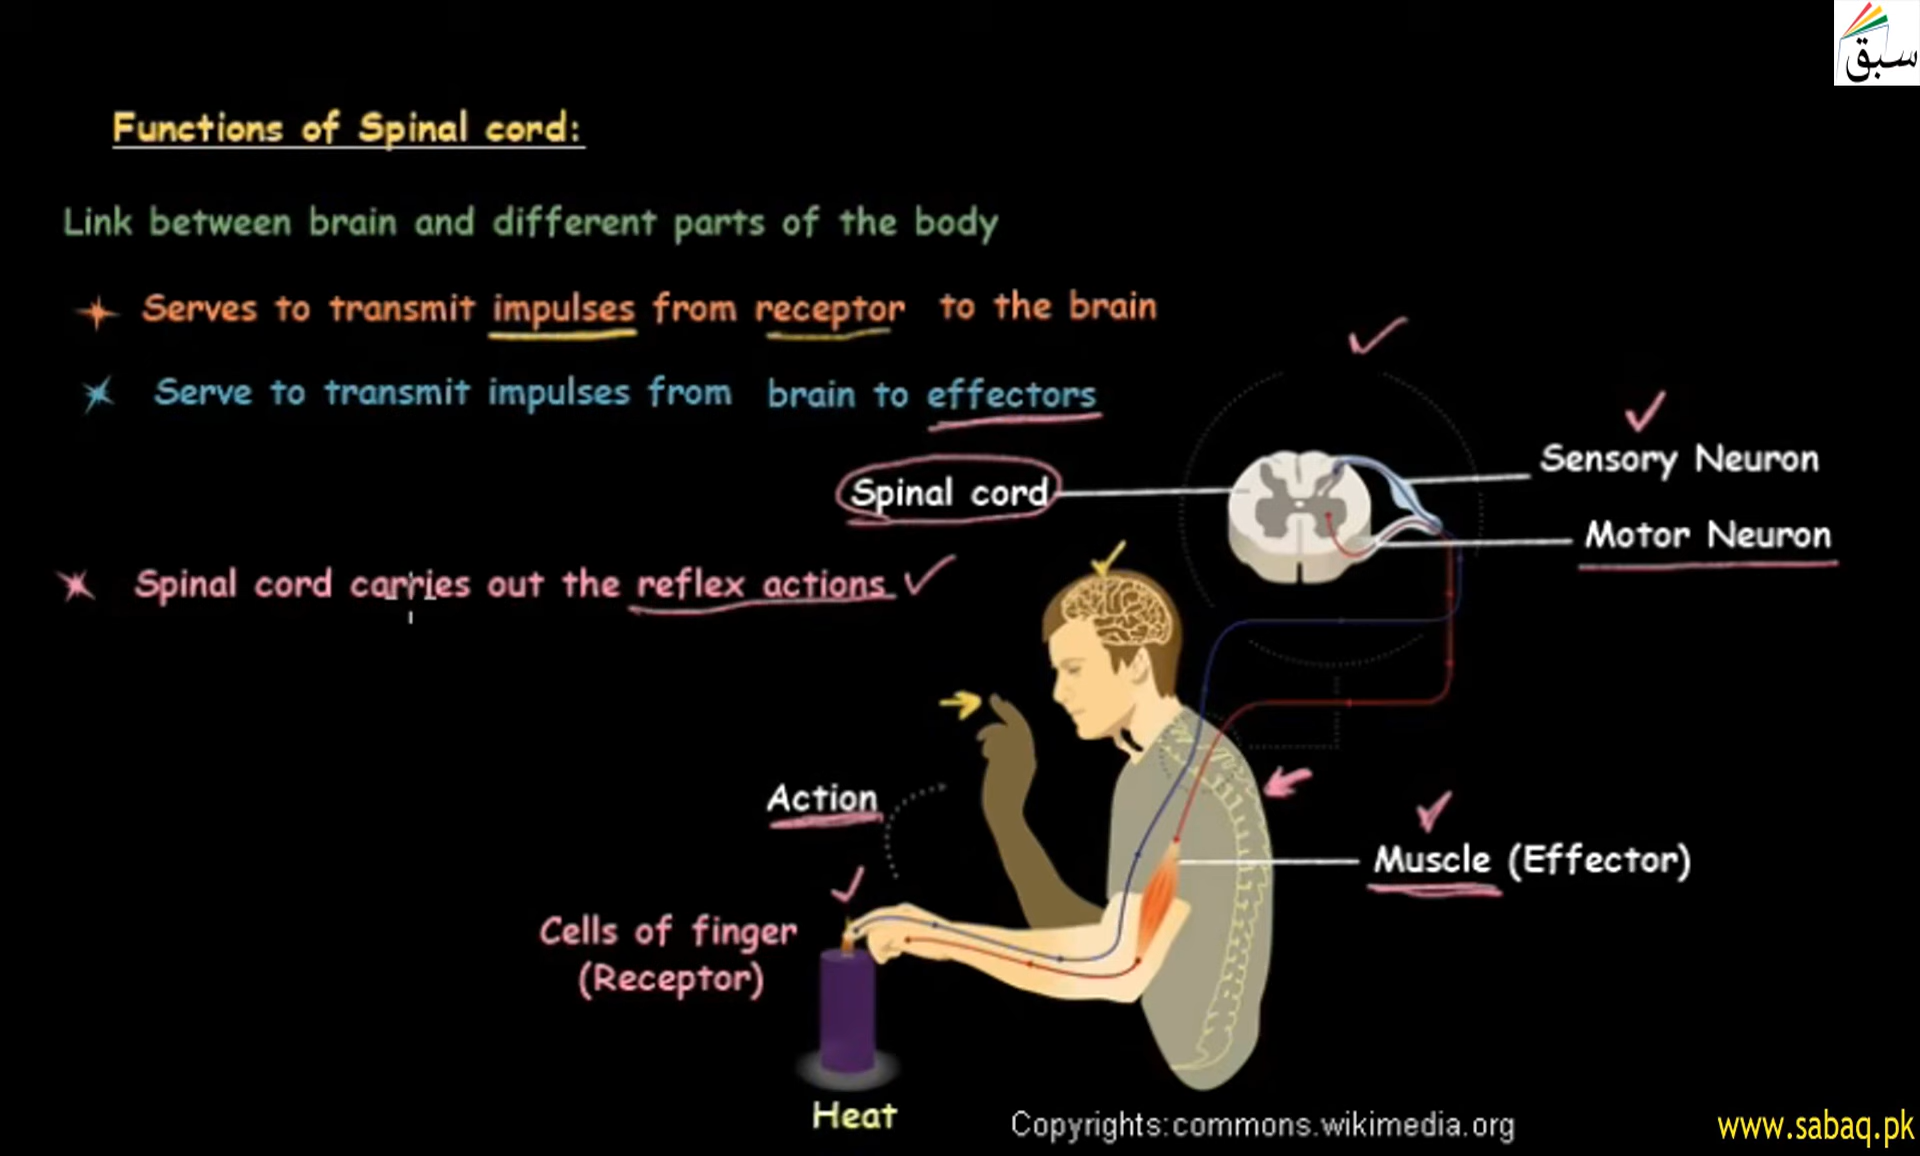 سبق
Functions of Spinal cord:
Link between brain and different parts of the body
Serves to transmit impulses from receptor to the brain
Serve to transmit impulses from brain to effectors
Sensory Neuron
Spinal cord
Motor Neuron
Spinal cord carries out the reflex actions
Action
Muscle (Effector)
Cells of finger
(Receptor)
Heat
Copyrights:commons.wikimedia.org
www.sabaq.pk